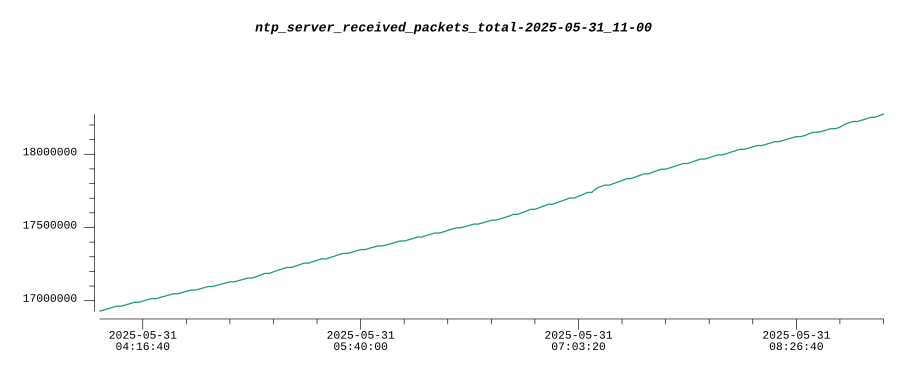 ntp_server_received_packets_total-2025-05-31_11-00
18000000
17500000
17000000
2025-05-31 2025-05-31 2025-05-31 2025-05-31
04:16:40 05:40:00 07:03:20 08:26:40